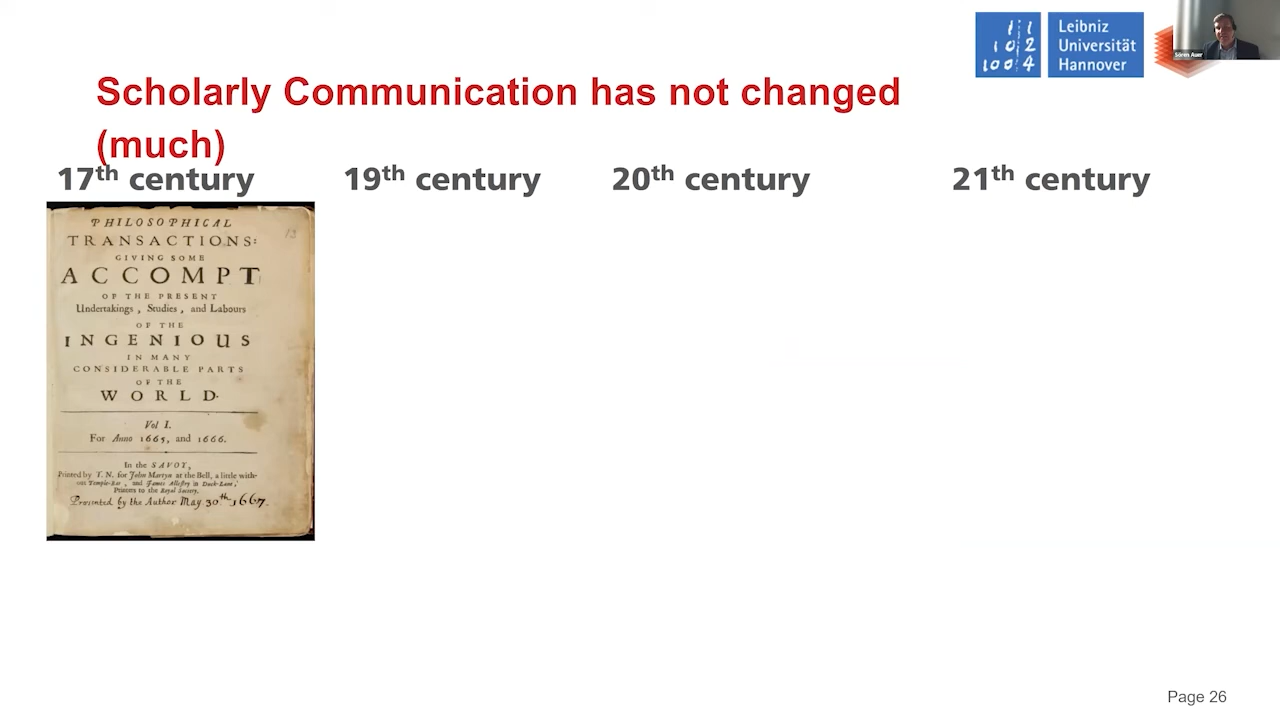 Leibniz
Universität
Hannover
Sören Auer
Scholarly Communication has not changed
(much)
17th century
19th century
20th century
21th century
PHILOSOPHICAL
TRANSACTIONS:
GIVING SOME
ACCOMPT
OF THE PRESENT
Undertakings, Studies, and Labours
OF THE
INGENIOUS
IN MANY
CONSIDERABLE PARTS
OF THE
WORLD.
Vol I.
For Anno 1665, and 1666.
In the SAVOY,
Printed by T. N. for John Martyn at the Bell, a little with-
out Temple-Bar, and James Allestry in Duck-Lane,
Printers to the Royal Society.
Presented by the Author May 30th 1667.
Page 26